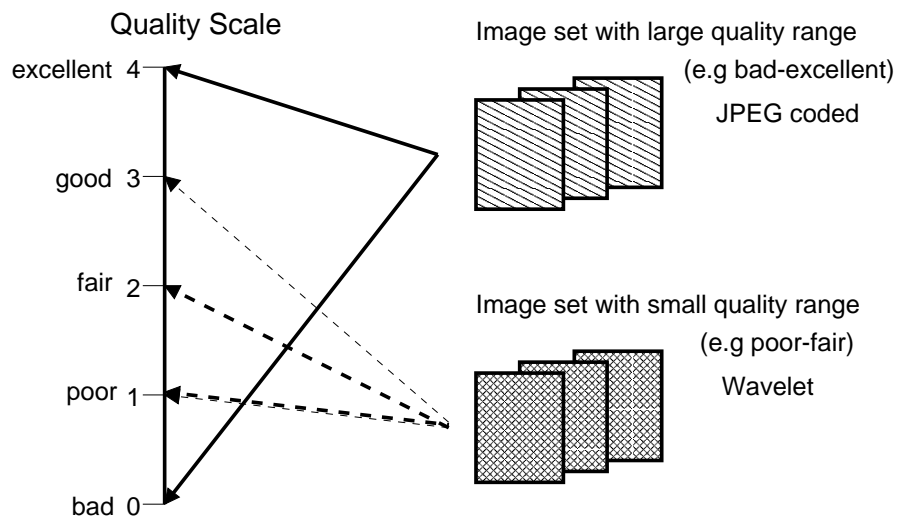 Quality Scale
excellent 4
good 3
fair 2
poor 1
bad 0
Image set with large quality range
(e.g bad-excellent)
JPEG coded
Image set with small quality range
(e.g poor-fair)
Wavelet